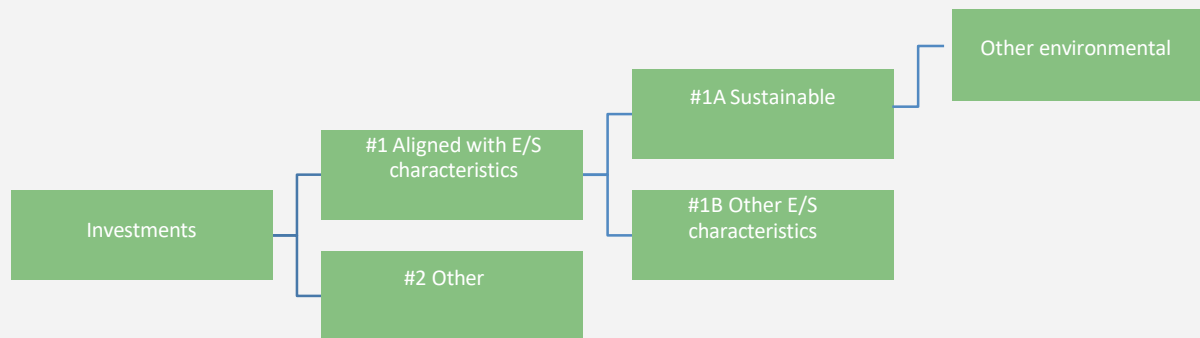 Other environmental
#1A Sustainable
#1 Aligned with E/S
characteristics
#1B Other E/S
characteristics
Investments
#2 Other